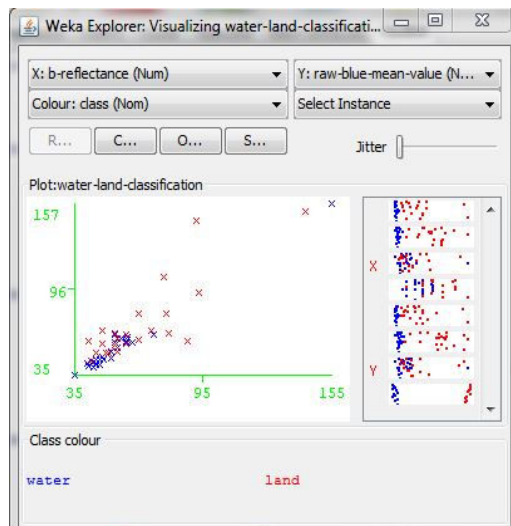 Weka Explorer: Visualizing water-land-classificati...
X: b-reflectance (Num) Y: raw-blue-mean-value (N...
Colour: class (Nom) Select Instance
R... C... O... S... Jitter
Plot:water-land-classification
157
96
35
35 95 155
X
Y
Class colour
water land